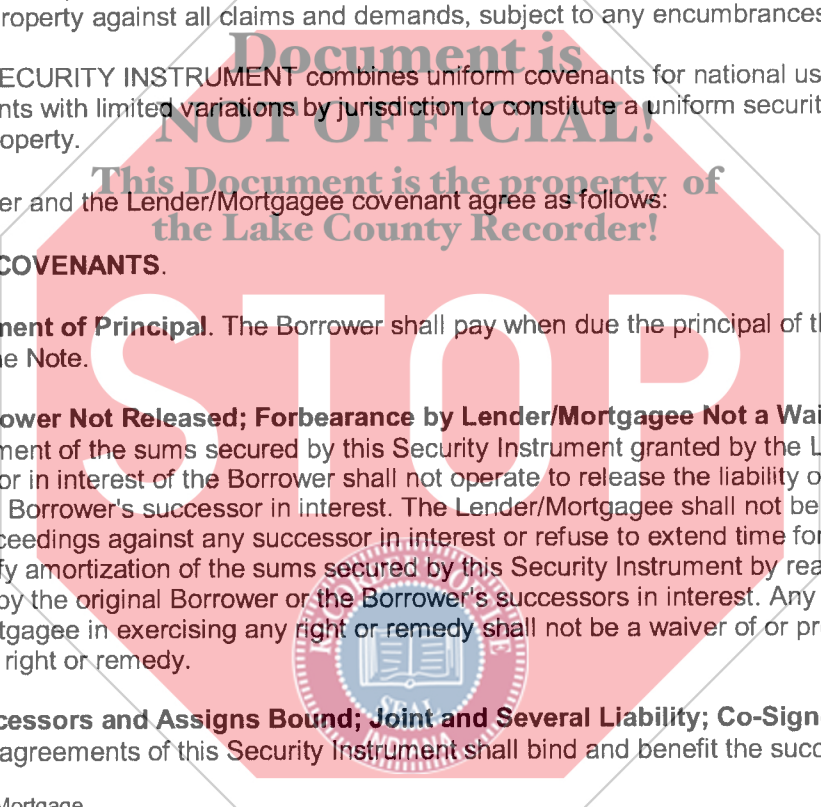 roperty against all claims and demands, subject to any encumbrances
Document is
ECURITY INSTRUMENT combines uniform covenants for national us
nts with limited variations by jurisdiction to constitute a uniform securit
NOT OFFICIAL!
operty.
This Document is the property of
er and the Lender/Mortgagee covenant agree as follows:
the Lake County Recorder!
COVENANTS.
STOP
ment of Principal. The Borrower shall pay when due the principal of th
he Note.
ower Not Released; Forbearance by Lender/Mortgagee Not a Wai
ment of the sums secured by this Security Instrument granted by the L
or in interest of the Borrower shall not operate to release the liability o
Borrower's successor in interest. The Lender/Mortgagee shall not be
ceedings against any successor in interest or refuse to extend time for
fy amortization of the sums secured by this Security Instrument by rea
by the original Borrower or the Borrower's successors in interest. Any
tgagee in exercising any right or remedy shall not be a waiver of or pr
right or remedy.
SEAL
INDIANA
cessors and Assigns Bound; Joint and Several Liability; Co-Sign
agreements of this Security Instrument shall bind and benefit the succ
Mortgage